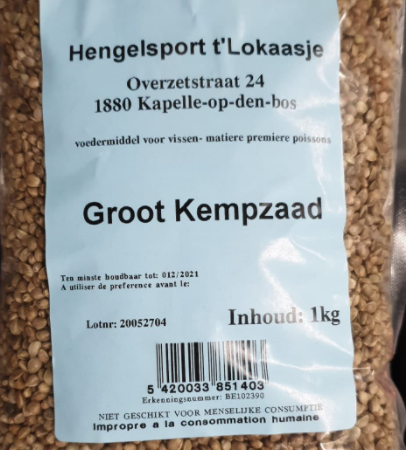 Hengelsport t'Lokaasje
Overzetstraat 24
1880 Kapelle-op-den-bos
voedermiddel voor vissen- matiere premiere poissons
Groot Kempzaad
Ten minste houdbaar tot: 012/2021
A utiliser de preference avant le:
Lotnr: 20052704
Inhoud: 1kg
5 420033 851403
Erkenningsnummer: BE102390
NIET GESCHIKT VOOR MENSELIJKE CONSUMPTIE
Impropre a la consommation humaine